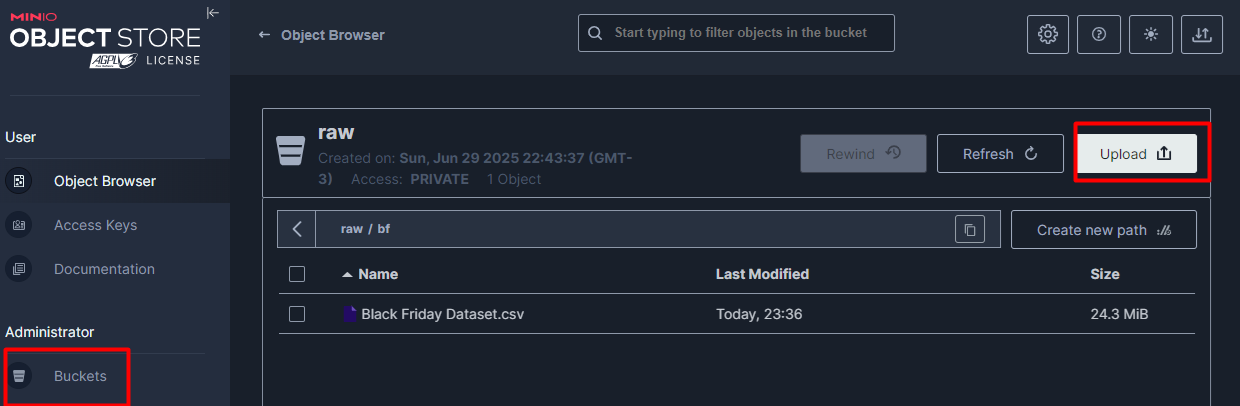 MINIO
OBJECT STORE
AGPL v3 LICENSE
User
Object Browser
Access Keys
Documentation
Administrator
Buckets
← Object Browser
Start typing to filter objects in the bucket
raw
Created on: Sun, Jun 29 2025 22:43:37 (GMT-
3) Access: PRIVATE 1 Object
Rewind
Refresh
Upload
raw / bf
Create new path
Name Last Modified Size
Black Friday Dataset.csv Today, 23:36 24.3 MiB